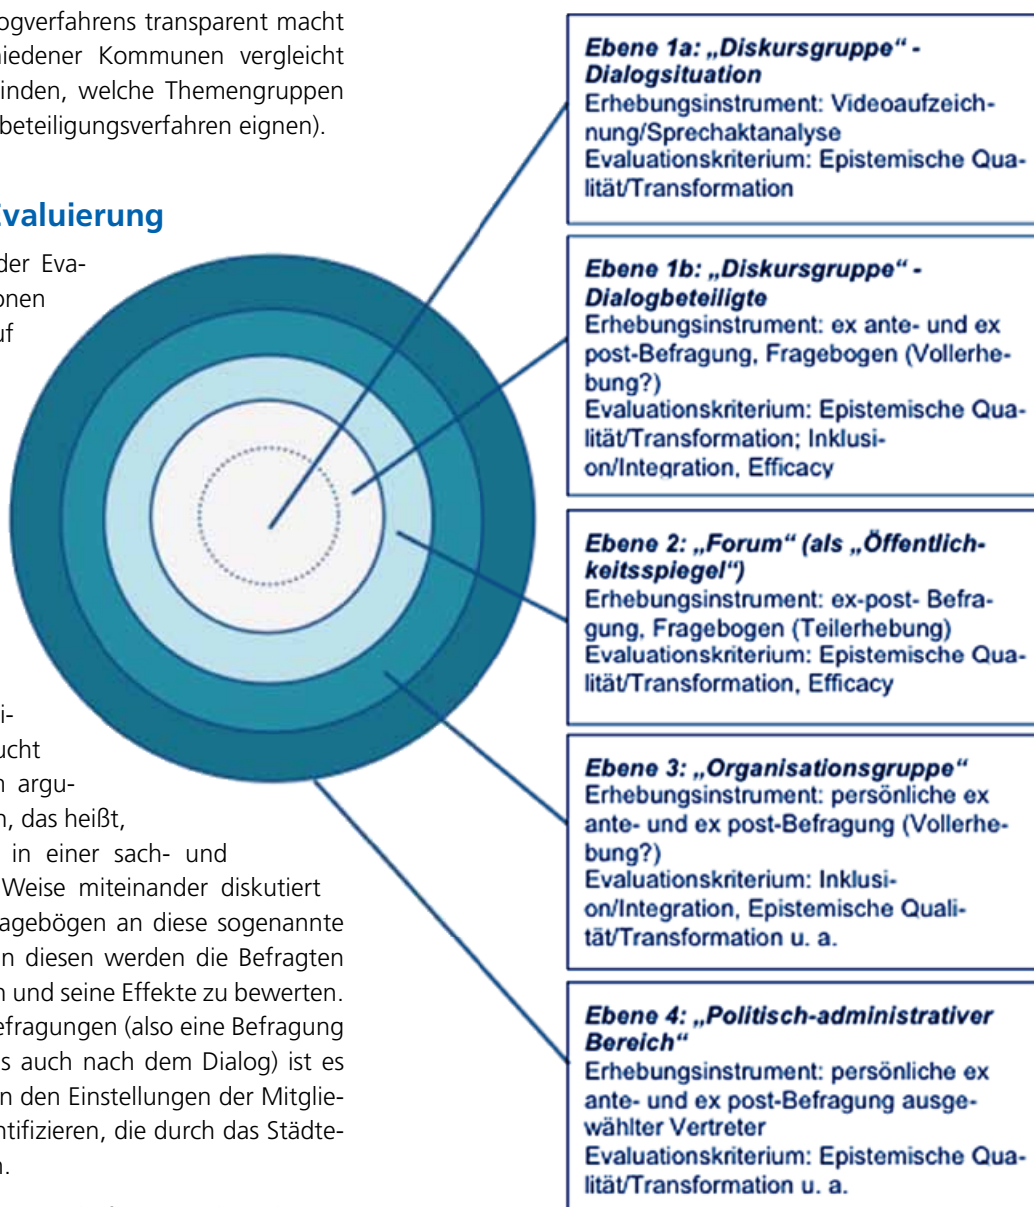 ogverfahrens transparent macht
hiedener Kommunen vergleicht
inden, welche Themengruppen
beteiligungsverfahren eignen).
Evaluierung
der Eva-
onen
uf
i-
ucht
argu-
n, das heißt,
in einer sach- und
Weise miteinander diskutiert
agebögen an diese sogenannte
n diesen werden die Befragten
n und seine Effekte zu bewerten.
efragungen (also eine Befragung
s auch nach dem Dialog) ist es
n den Einstellungen der Mitglie-
ntifizieren, die durch das Städte-
n.
Ebene 1a: „Diskursgruppe“ -
Dialogsituation
Erhebungsinstrument: Videoaufzeich-
nung/Sprechaktanalyse
Evaluationskriterium: Epistemische Qua-
lität/Transformation
Ebene 1b: „Diskursgruppe“ -
Dialogbeteiligte
Erhebungsinstrument: ex ante- und ex
post-Befragung, Fragebogen (Vollerhe-
bung?)
Evaluationskriterium: Epistemische Qua-
lität/Transformation; Inklusi-
on/Integration, Efficacy
Ebene 2: „Forum“ (als „Öffentlich-
keitsspiegel“)
Erhebungsinstrument: ex-post- Befra-
gung, Fragebogen (Teilerhebung)
Evaluationskriterium: Epistemische Qua-
lität/Transformation, Efficacy
Ebene 3: „Organisationsgruppe“
Erhebungsinstrument: persönliche ex
ante- und ex post-Befragung (Vollerhe-
bung?)
Evaluationskriterium: Inklusi-
on/Integration, Epistemische Quali-
tät/Transformation u. a.
Ebene 4: „Politisch-administrativer
Bereich“
Erhebungsinstrument: persönliche ex
ante- und ex post-Befragung ausge-
wählter Vertreter
Evaluationskriterium: Epistemische Qua-
lität/Transformation u. a.